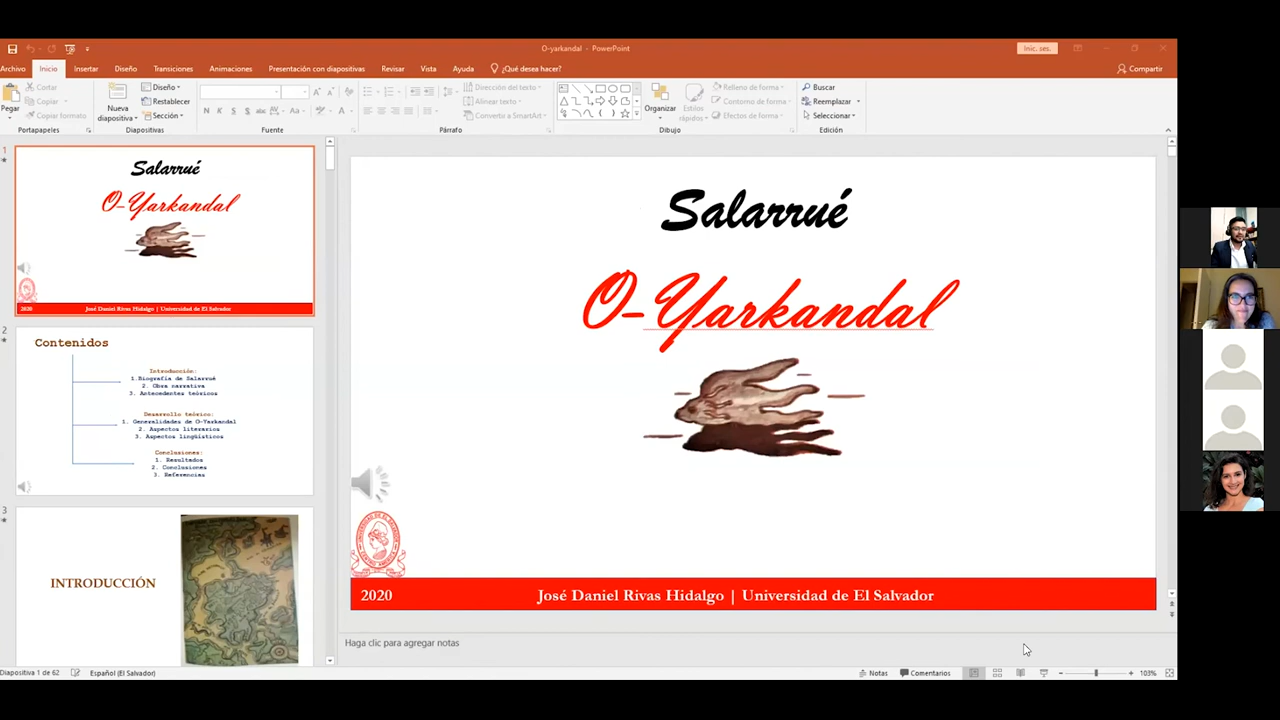 O-yarkandal - PowerPoint
Inic. ses.
Archivo Inicio Insertar Diseño Transiciones Animaciones Presentación con diapositivas Revisar Vista Ayuda ¿Qué desea hacer? Compartir
Pegar
Cortar
Copiar
Copiar formato
Portapapeles
Nueva
diapositiva
Diseño
Restablecer
Sección
Diapositivas
N K S S abc AV Aa A
Fuente
Dirección del texto
Alinear texto
Convertir a SmartArt
Párrafo
Organizar
Estilos
rápidos
Relleno de forma
Contorno de forma
Efectos de forma
Dibujo
Buscar
Reemplazar
Seleccionar
Edición
1
Salarrué
O-Yarkandal
2020 José Daniel Rivas Hidalgo | Universidad de El Salvador
2
Contenidos
Introducción:
1.Biografía de Salarrué
2. Obra narrativa
3. Antecedentes teóricos
Desarrollo teórico:
1. Generalidades de O-Yarkandal
2. Aspectos literarios
3. Aspectos lingüísticos
Conclusiones:
1. Resultados
2. Conclusiones
3. Referencias
3
INTRODUCCIÓN
Salarrué
O-Yarkandal
2020 José Daniel Rivas Hidalgo | Universidad de El Salvador
Haga clic para agregar notas
Diapositiva 1 de 62 Español (El Salvador) Notas Comentarios 103%